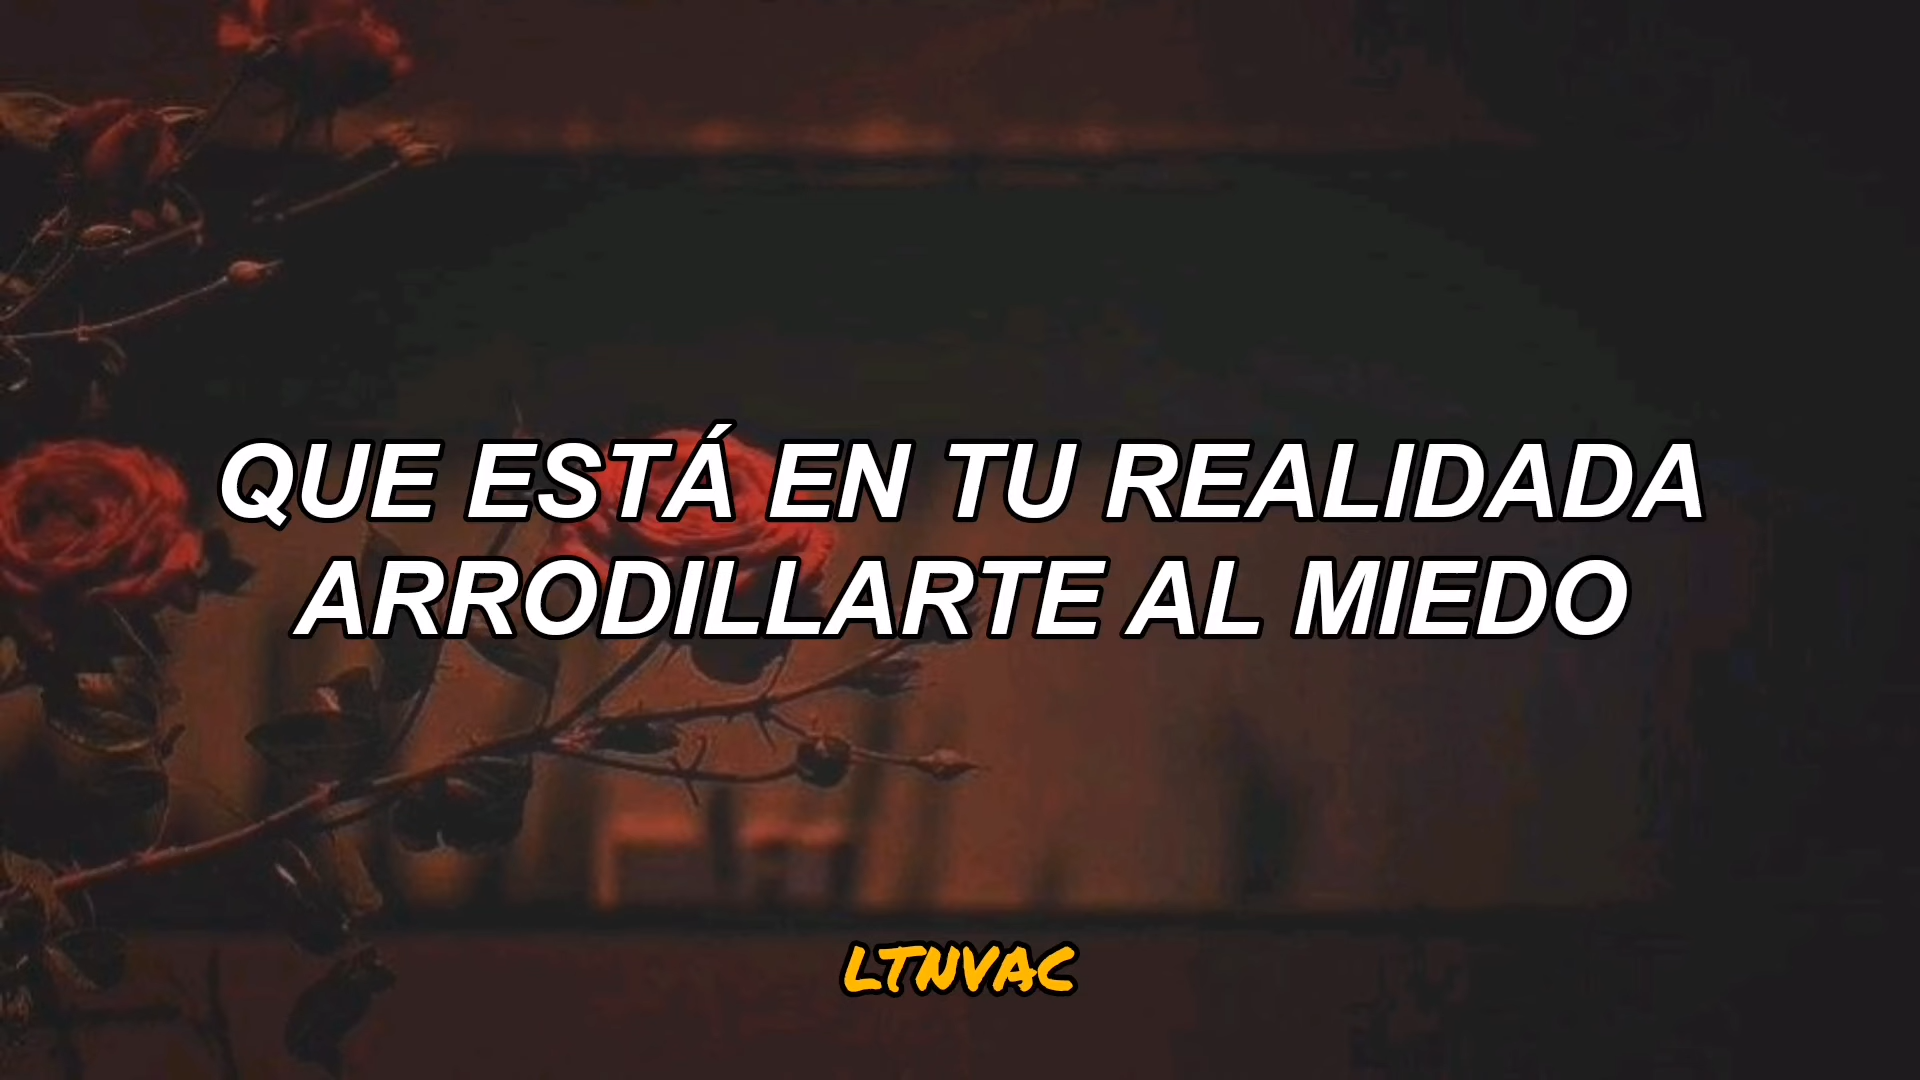 QUE ESTÁ EN TU REALIDADA
ARRODILLARTE AL MIEDO
LTNVAC